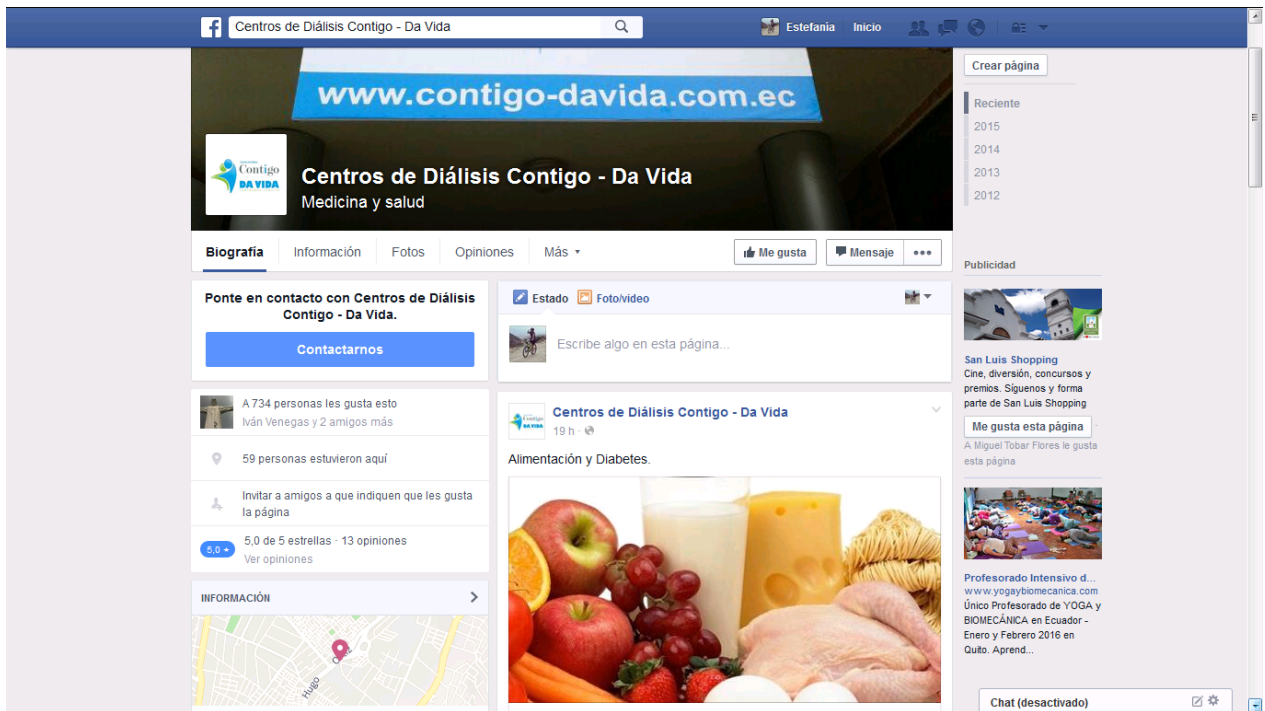 Centros de Diálisis Contigo - Da Vida
Estefania Inicio
www.contigo-davida.com.ec
Contigo
DA VIDA
Centros de Diálisis Contigo - Da Vida
Medicina y salud
Biografía Información Fotos Opiniones Más
Me gusta
Mensaje
Ponte en contacto con Centros de Diálisis
Contigo - Da Vida.
Contactarnos
A 734 personas les gusta esto
Iván Venegas y 2 amigos más
59 personas estuvieron aquí
Invitar a amigos a que indiquen que les gusta
la página
5,0 ★
5,0 de 5 estrellas · 13 opiniones
Ver opiniones
INFORMACIÓN
Hugo
Estado Foto/video
Escribe algo en esta página...
Contigo
DA VIDA
Centros de Diálisis Contigo - Da Vida
19 h ·
Alimentación y Diabetes.
Crear página
Reciente
2015
2014
2013
2012
Publicidad
San Luis Shopping
Cine, diversión, concursos y
premios. Síguenos y forma
parte de San Luis Shopping
Me gusta esta página ·
A Miguel Tobar Flores le gusta
esta página
Profesorado Intensivo d...
www.yogaybiomecanica.com
Único Profesorado de YOGA y
BIOMECÁNICA en Ecuador -
Enero y Febrero 2016 en
Quito. Aprend...
Chat (desactivado)